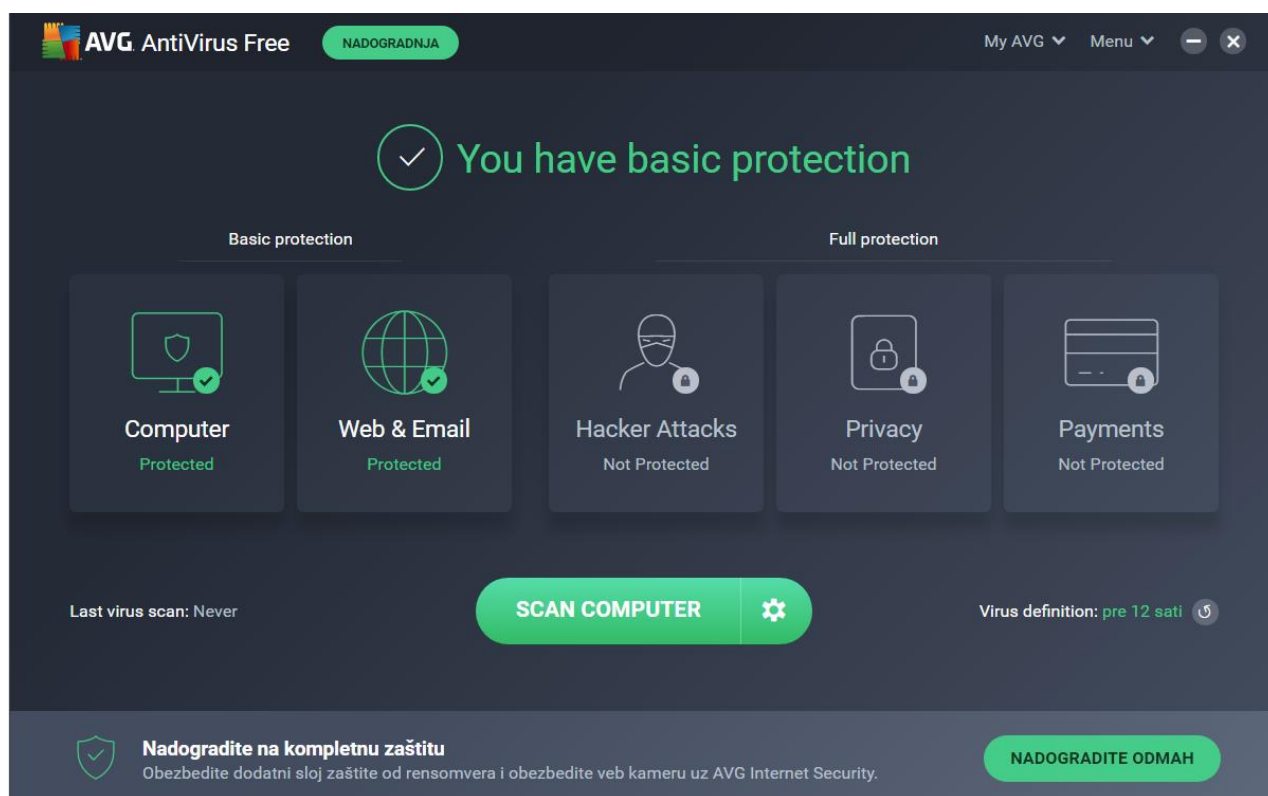 AVG AntiVirus Free NADOGRADNJA My AVG Menu
You have basic protection
Basic protection Full protection
Computer Web & Email Hacker Attacks Privacy Payments
Protected Protected Not Protected Not Protected Not Protected
Last virus scan: Never SCAN COMPUTER Virus definition: pre 12 sati
Nadogradite na kompletnu zaštitu
Obezbedite dodatni sloj zaštite od rensomvera i obezbedite veb kameru uz AVG Internet Security.
NADOGRADITE ODMAH